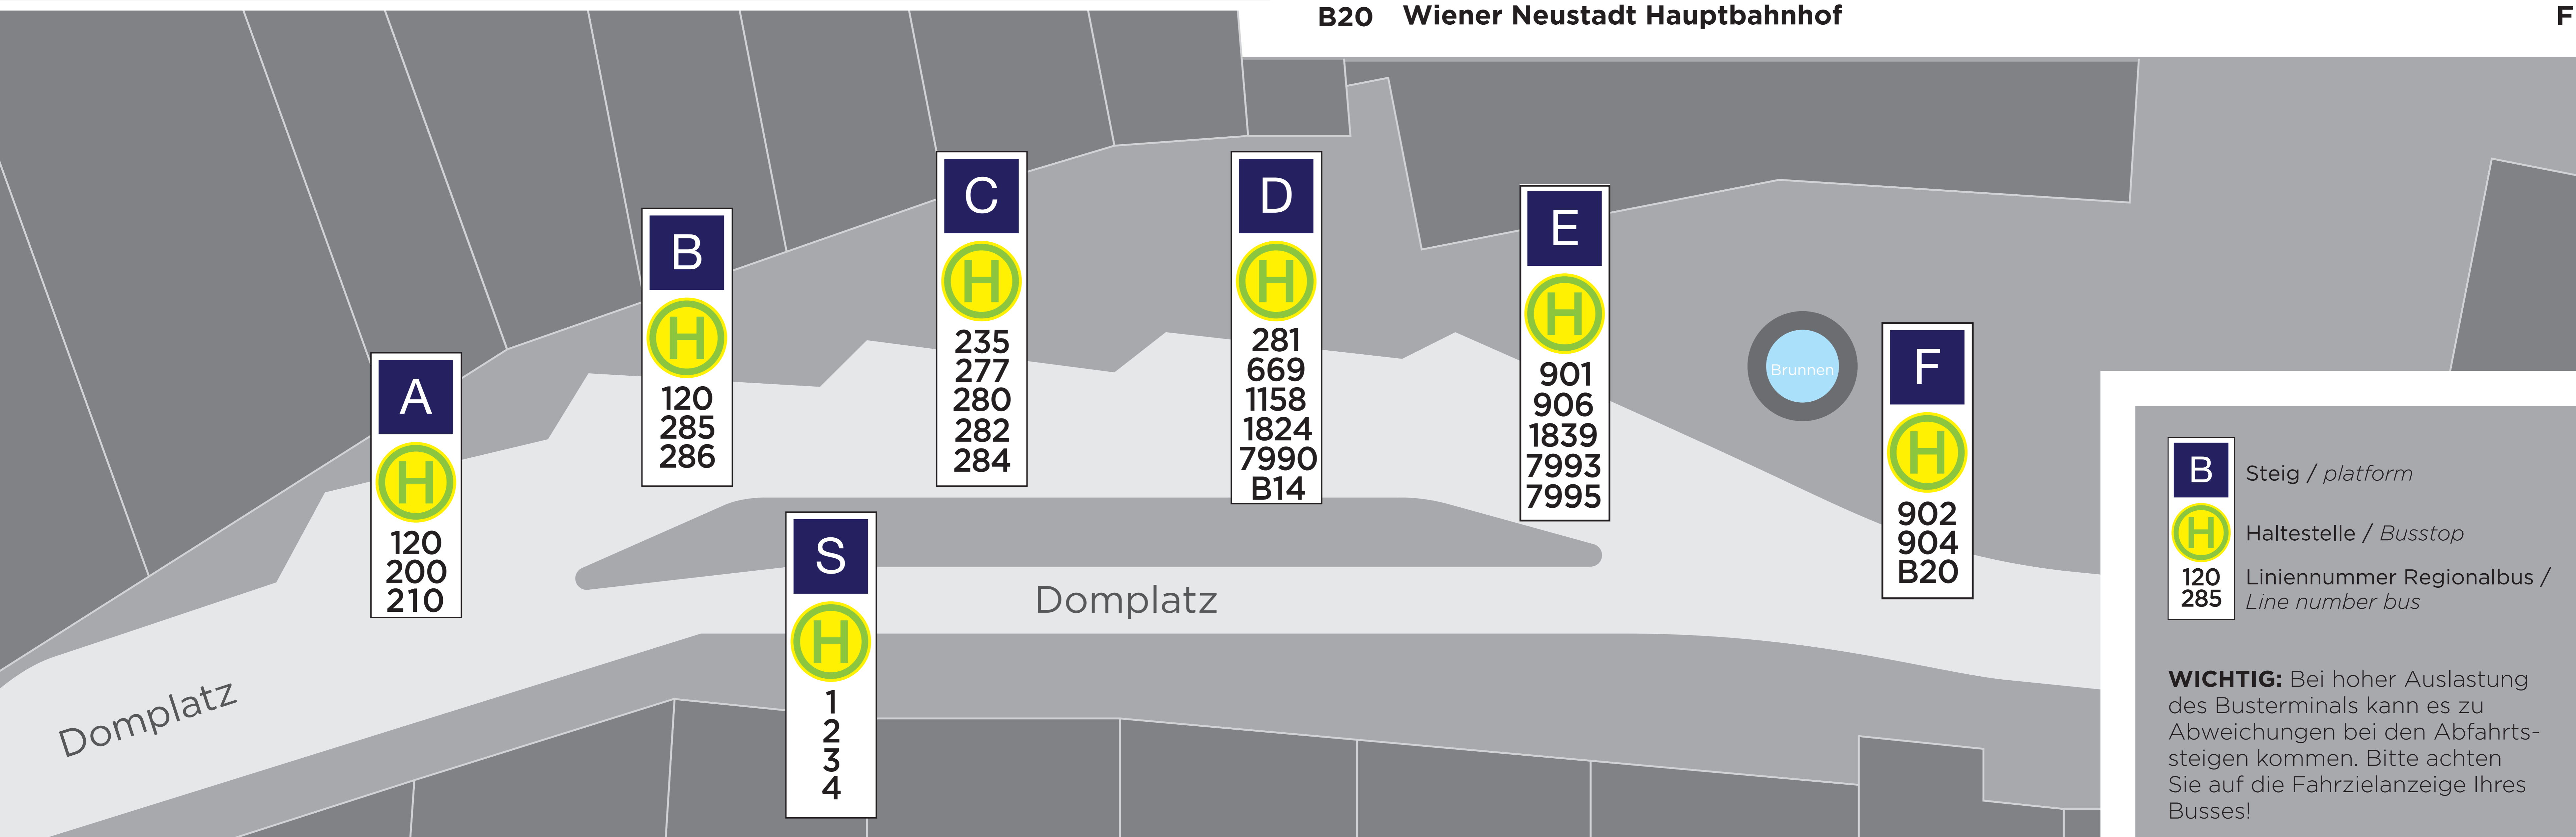 B20 Wiener Neustadt Hauptbahnhof F
A
H
120
200
210
B
H
120
285
286
C
H
235
277
280
282
284
D
H
281
669
1158
1824
7990
B14
E
H
901
906
1839
7993
7995
Brunnen
F
H
902
904
B20
S
H
1
2
3
4
Domplatz
Domplatz
B
Steig / platform
H
Haltestelle / Busstop
120
285
Liniennummer Regionalbus /
Line number bus
WICHTIG: Bei hoher Auslastung
des Busterminals kann es zu
Abweichungen bei den Abfahrts-
steigen kommen. Bitte achten
Sie auf die Fahrzielanzeige Ihres
Busses!